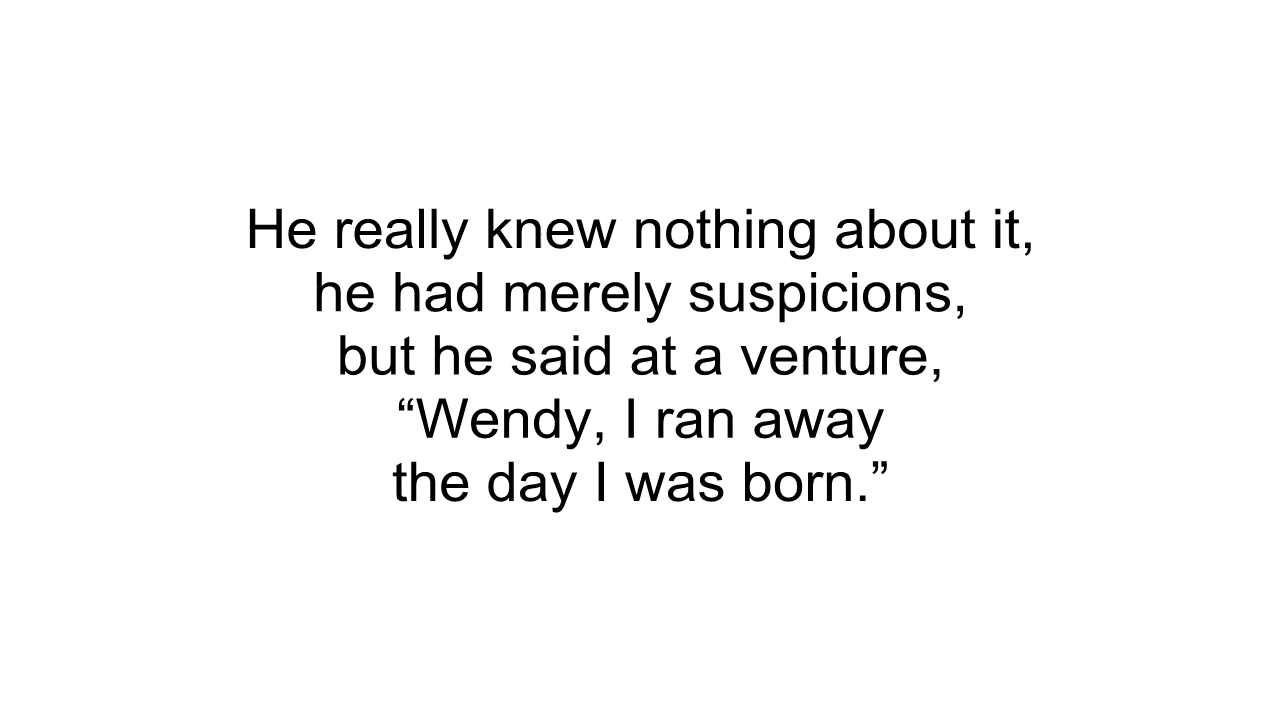 He really knew nothing about it,
he had merely suspicions,
but he said at a venture,
“Wendy, I ran away
the day I was born.”